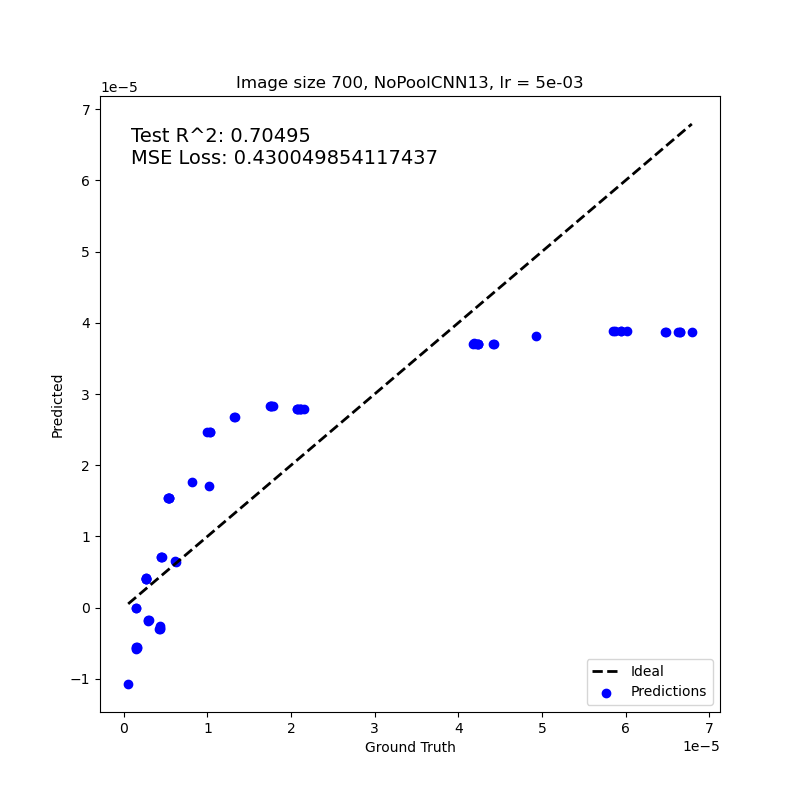 Image size 700, NoPoolCNN13, lr = 5e-03
1e−5
7
Test R^2: 0.70495
MSE Loss: 0.430049854117437
6
5
4
3
2
1
0
−1
Predicted
Ideal
Predictions
0 1 2 3 4 5 6 7
1e−5
Ground Truth